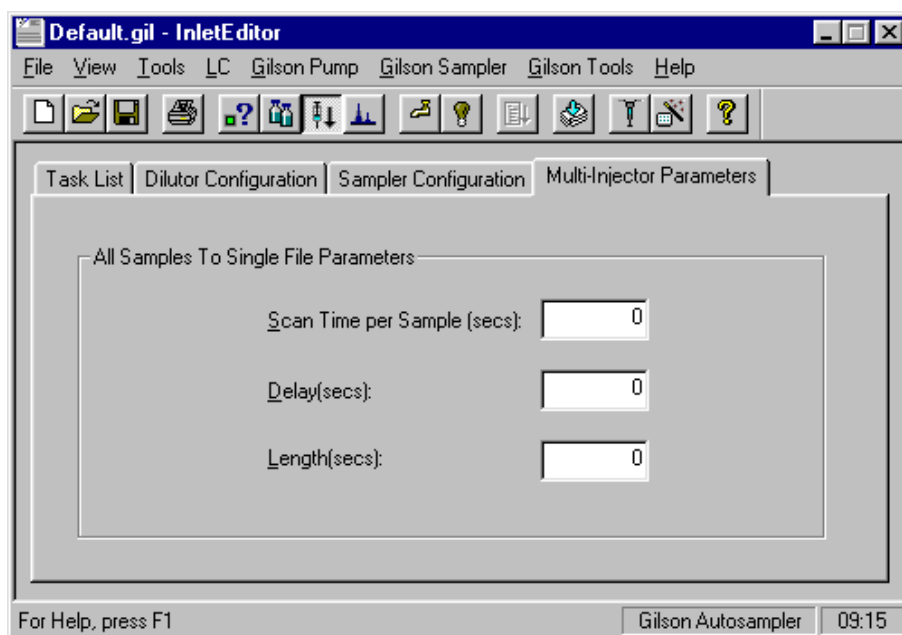 Default.gil - InletEditor
File View Tools LC Gilson Pump Gilson Sampler Gilson Tools Help
Task List Dilutor Configuration Sampler Configuration Multi-Injector Parameters
All Samples To Single File Parameters
Scan Time per Sample (secs): 0
Delay(secs): 0
Length(secs): 0
For Help, press F1 Gilson Autosampler 09:15